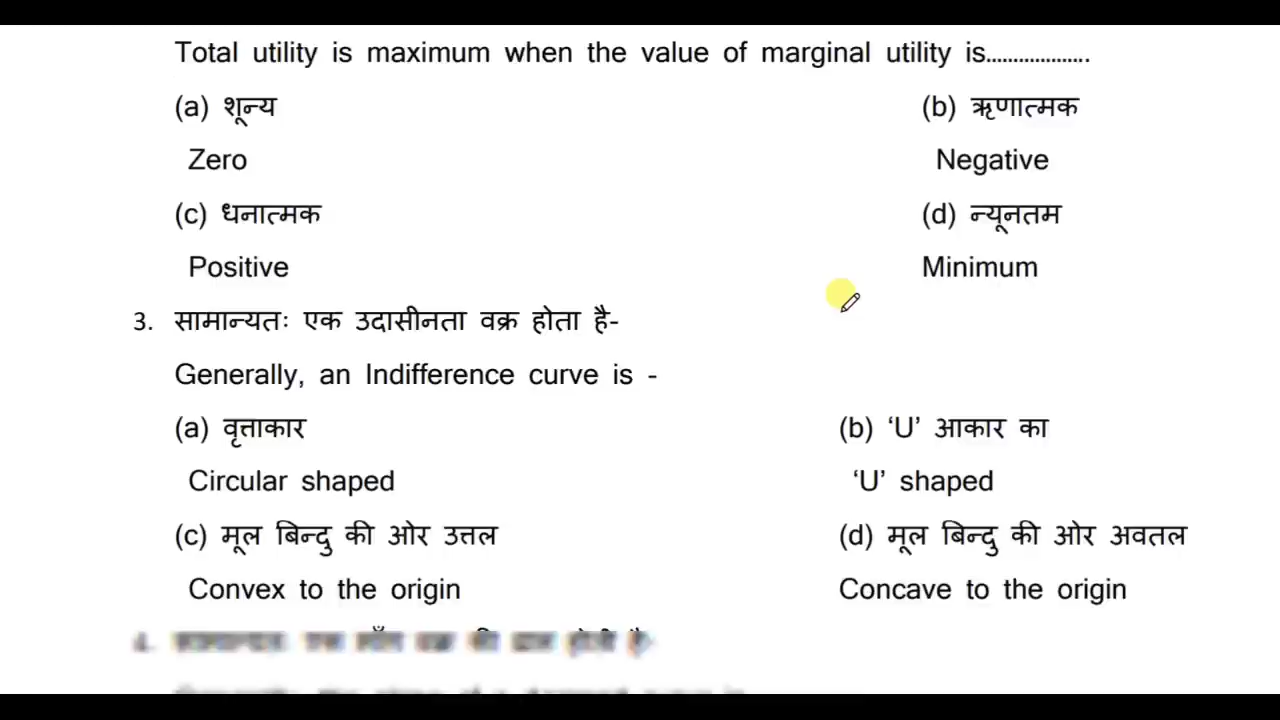 Total utility is maximum when the value of marginal utility is...................
(a) शून्य (b) ऋणात्मक
Zero Negative
(c) धनात्मक (d) न्यूनतम
Positive Minimum
3. सामान्यतः एक उदासीनता वक्र होता है-
Generally, an Indifference curve is -
(a) वृत्ताकार (b) ‘U’ आकार का
Circular shaped ‘U’ shaped
(c) मूल बिन्दु की ओर उत्तल (d) मूल बिन्दु की ओर अवतल
Convex to the origin Concave to the origin